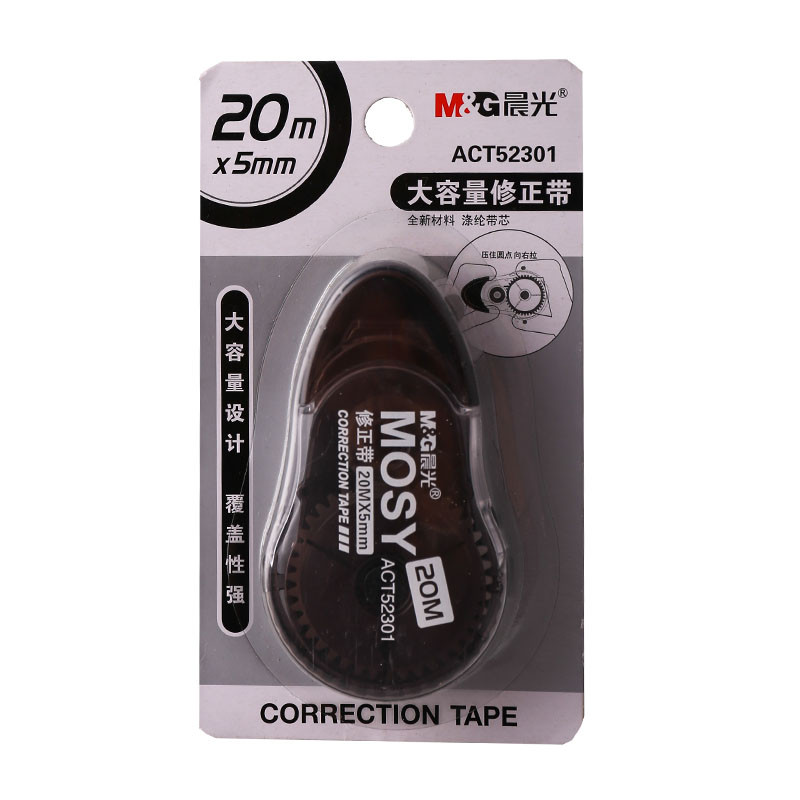 20m
x5mm
M&G晨光®
ACT52301
大容量修正带
全新材料 涤纶带芯
压住圆点 向右拉
大容量设计 覆盖性强
M&G晨光®
MOSY 20M
修正带 20MX5mm ACT52301
CORRECTION TAPE
CORRECTION TAPE